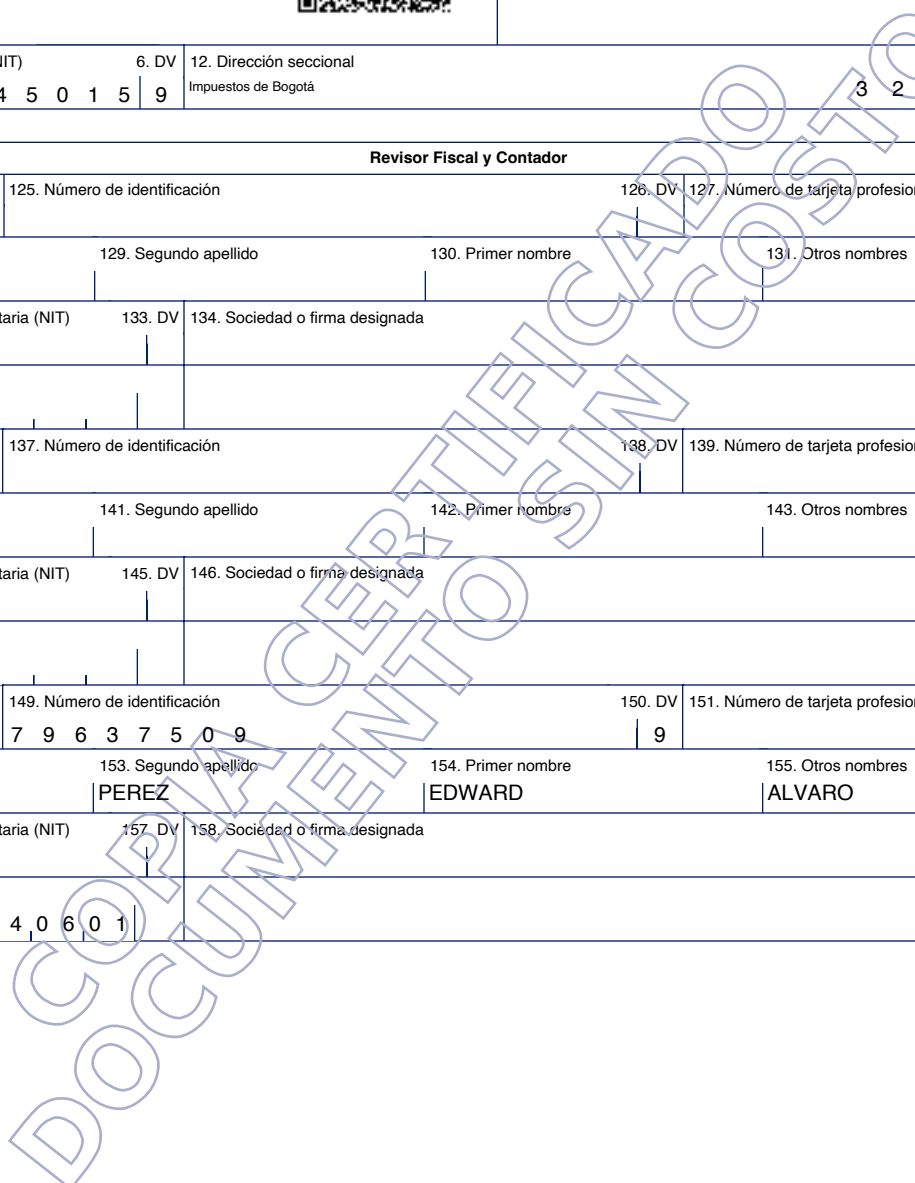 IIT) 6. DV 12. Dirección seccional
4 5 0 1 5 9 Impuestos de Bogotá 3 2
Revisor Fiscal y Contador
125. Número de identificación 126. DV 127. Número de tarjeta profesion
129. Segundo apellido 130. Primer nombre 131. Otros nombres
taria (NIT) 133. DV 134. Sociedad o firma designada
137. Número de identificación 138. DV 139. Número de tarjeta profesion
141. Segundo apellido 142. Primer nombre 143. Otros nombres
taria (NIT) 145. DV 146. Sociedad o firma designada
149. Número de identificación 150. DV 151. Número de tarjeta profesion
7 9 6 3 7 5 0 9 9
153. Segundo apellido 154. Primer nombre 155. Otros nombres
PEREZ EDWARD ALVARO
taria (NIT) 157. DV 158. Sociedad o firma designada
4 0 6 0 1
COPIA CERTIFICADO
DOCUMENTO SIN COSTO